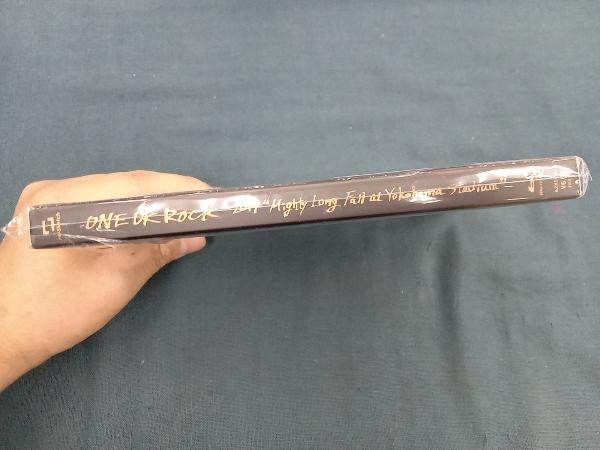 ONE OK ROCK 2014 "Mighty Long Fall at Yokohama Stadium"